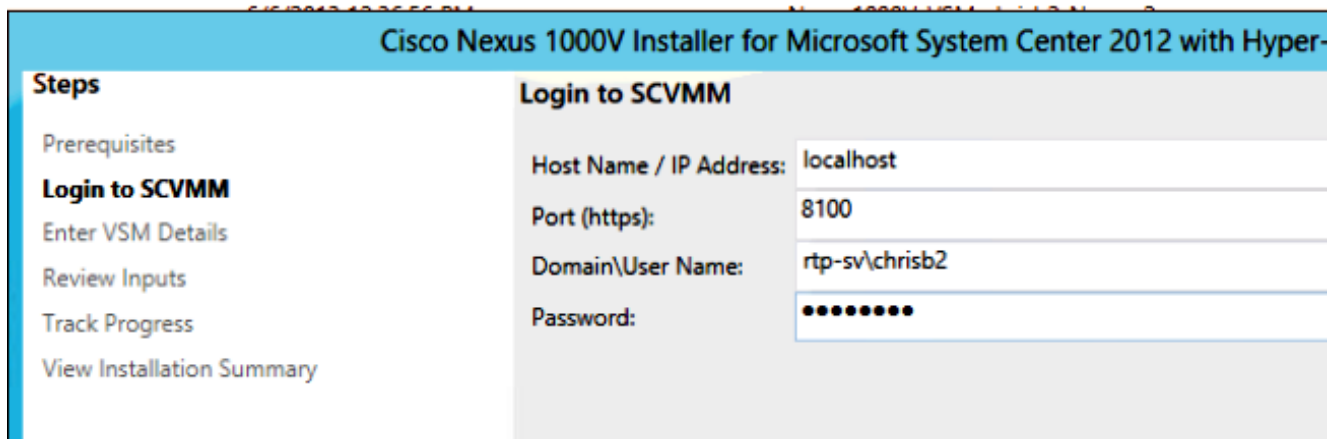 Cisco Nexus 1000V Installer for Microsoft System Center 2012 with Hyper-
Steps
Prerequisites
Login to SCVMM
Enter VSM Details
Review Inputs
Track Progress
View Installation Summary
Login to SCVMM
Host Name / IP Address: localhost
Port (https): 8100
Domain\User Name: rtp-sv\chrisb2
Password: ●●●●●●●●